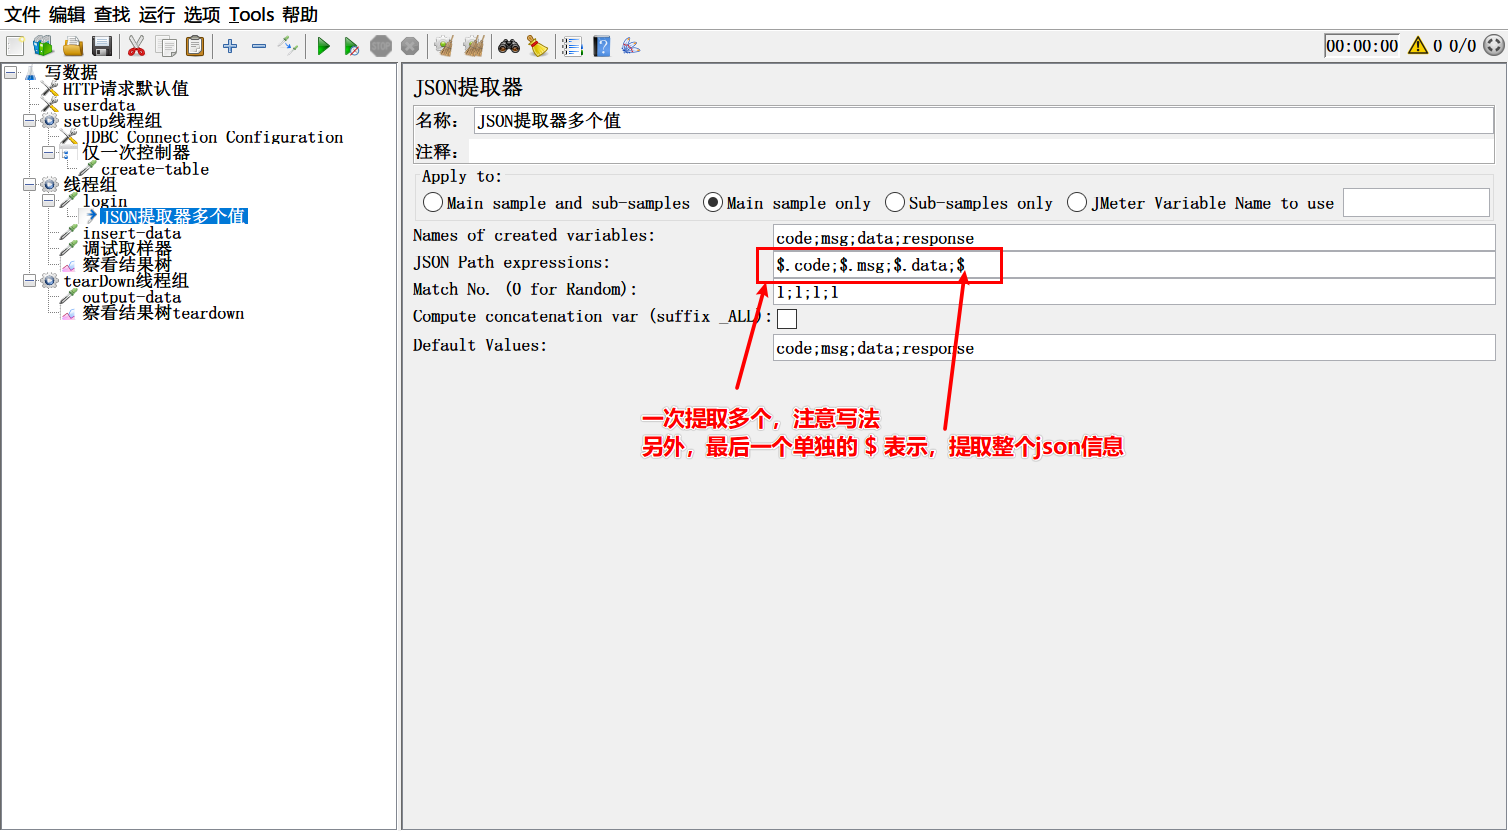 文件 编辑 查找 运行 选项 Tools 帮助
STOP
00:00:00 0 0/0
写数据
HTTP请求默认值
userdata
setUp线程组
JDBC Connection Configuration
仅一次控制器
create-table
线程组
login
JSON提取器多个值
insert-data
调试取样器
察看结果树
tearDown线程组
output-data
察看结果树teardown
JSON提取器
名称: JSON提取器多个值
注释:
Apply to:
Main sample and sub-samples Main sample only Sub-samples only JMeter Variable Name to use
Names of created variables: code;msg;data;response
JSON Path expressions: $.code;$.msg;$.data;$
Match No. (0 for Random): 1;1;1;1
Compute concatenation var (suffix _ALL):
Default Values: code;msg;data;response
一次提取多个，注意写法
另外，最后一个单独的 $ 表示，提取整个json信息